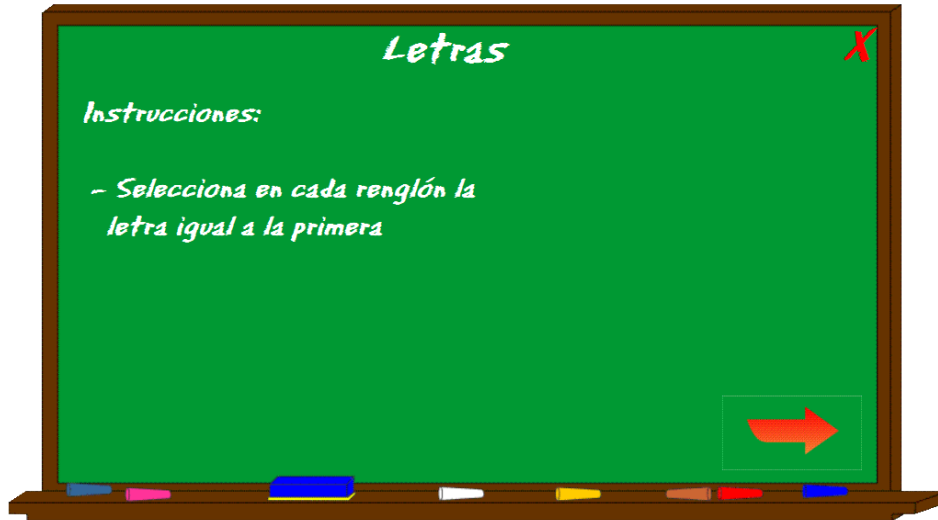 Letras
X
Instrucciones:
- Selecciona en cada renglón la
letra igual a la primera